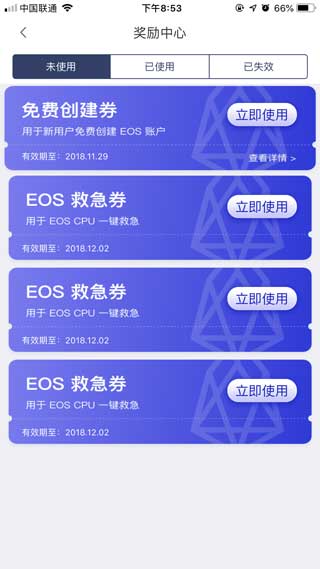 中国联通 下午8:53 66%
奖励中心
未使用 已使用 已失效
免费创建券
立即使用
用于新用户免费创建 EOS 账户
有效期至：2018.11.29 查看详情 >
EOS 救急券
立即使用
用于 EOS CPU 一键救急
有效期至：2018.12.02
EOS 救急券
立即使用
用于 EOS CPU 一键救急
有效期至：2018.12.02
EOS 救急券
立即使用
用于 EOS CPU 一键救急
有效期至：2018.12.02